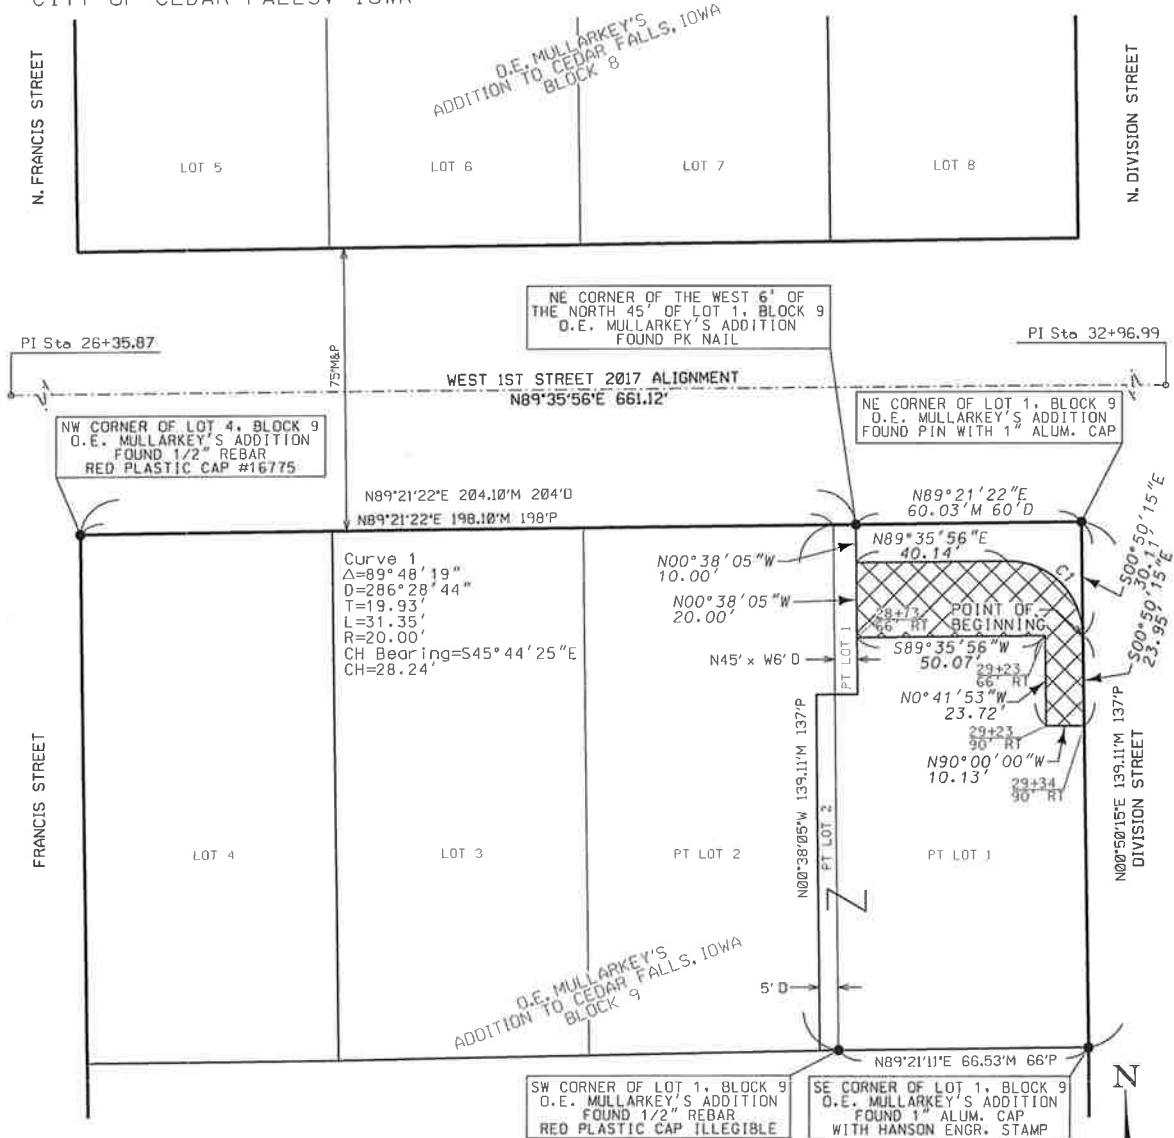 CITY OF CEDAR FALLS, IOWA
O.E. MULLARKEY'S
ADDITION TO CEDAR FALLS, IOWA
BLOCK 8
N. FRANCIS STREET
N. DIVISION STREET
LOT 5
LOT 6
LOT 7
LOT 8
NE CORNER OF THE WEST 6' OF
THE NORTH 45' OF LOT 1, BLOCK 9
O.E. MULLARKEY'S ADDITION
FOUND PK NAIL
PI Sta 26+35.87
PI Sta 32+96.99
75'M&P
WEST 1ST STREET 2017 ALIGNMENT
N89°35'56"E 661.12'
NW CORNER OF LOT 4, BLOCK 9
O.E. MULLARKEY'S ADDITION
FOUND 1/2" REBAR
RED PLASTIC CAP #16775
NE CORNER OF LOT 1, BLOCK 9
O.E. MULLARKEY'S ADDITION
FOUND PIN WITH 1" ALUM. CAP
N89°21'22"E 204.10'M 204'D
N89°21'22"E 198.10'M 198'P
N89°21'22"E
60.03'M 60'D
N89°35'56"E
40.14'
S00°50'15"E
30.11'
S00°50'15"E
23.95'
C1
Curve 1
Δ=89°48'19"
D=286°28'44"
T=19.93'
L=31.35'
R=20.00'
CH Bearing=S45°44'25"E
CH=28.24'
N00°38'05"W
10.00'
N00°38'05"W
20.00'
28+73
66' RT
POINT OF
BEGINNING
S89°35'56"W
50.07'
29+23
66' RT
N45' x W6' D
PT LOT 1
N0°41'53"W
23.72'
29+23
90' RT
N90°00'00"W
10.13'
29+34
90' RT
N00°38'05"W 139.11'M 137'P
PT LOT 2
N00°50'15"E 139.11'M 137'P
DIVISION STREET
FRANCIS STREET
LOT 4
LOT 3
PT LOT 2
PT LOT 1
O.E. MULLARKEY'S
ADDITION TO CEDAR FALLS, IOWA
BLOCK 9
5' D
N89°21'11"E 66.53'M 66'P
SW CORNER OF LOT 1, BLOCK 9
O.E. MULLARKEY'S ADDITION
FOUND 1/2" REBAR
RED PLASTIC CAP ILLEGIBLE
SE CORNER OF LOT 1, BLOCK 9
O.E. MULLARKEY'S ADDITION
FOUND 1" ALUM. CAP
WITH HANSON ENGR. STAMP
N